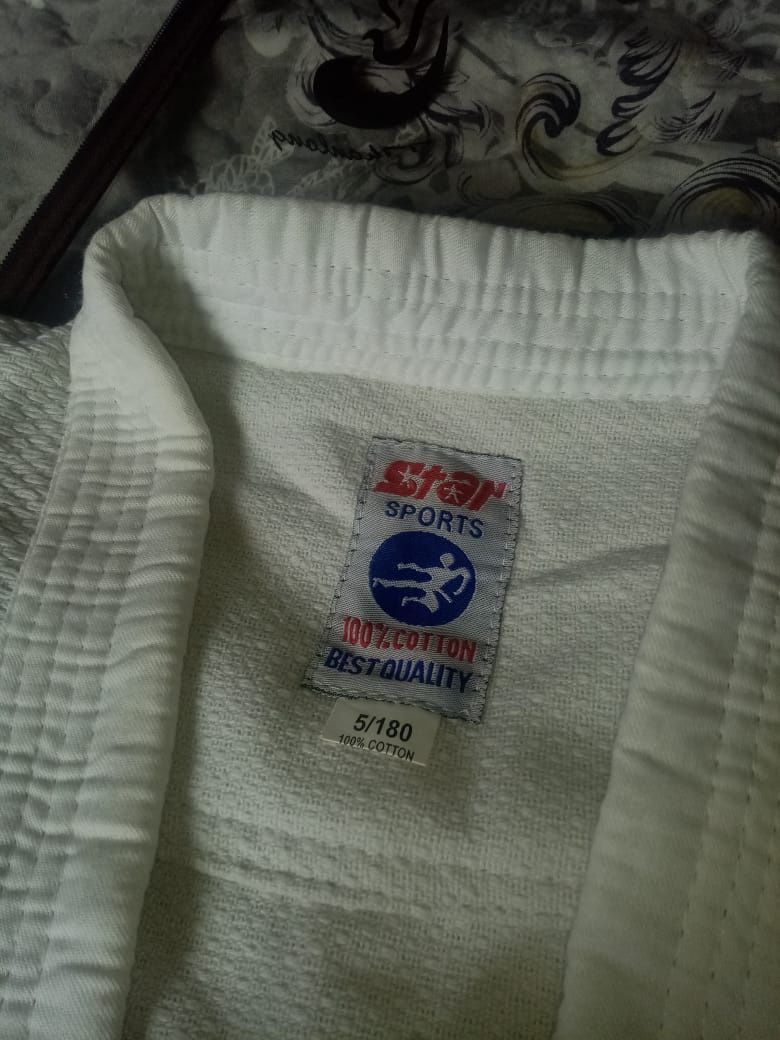 Star
SPORTS
100% COTTON
BEST QUALITY
5/180
100% COTTON